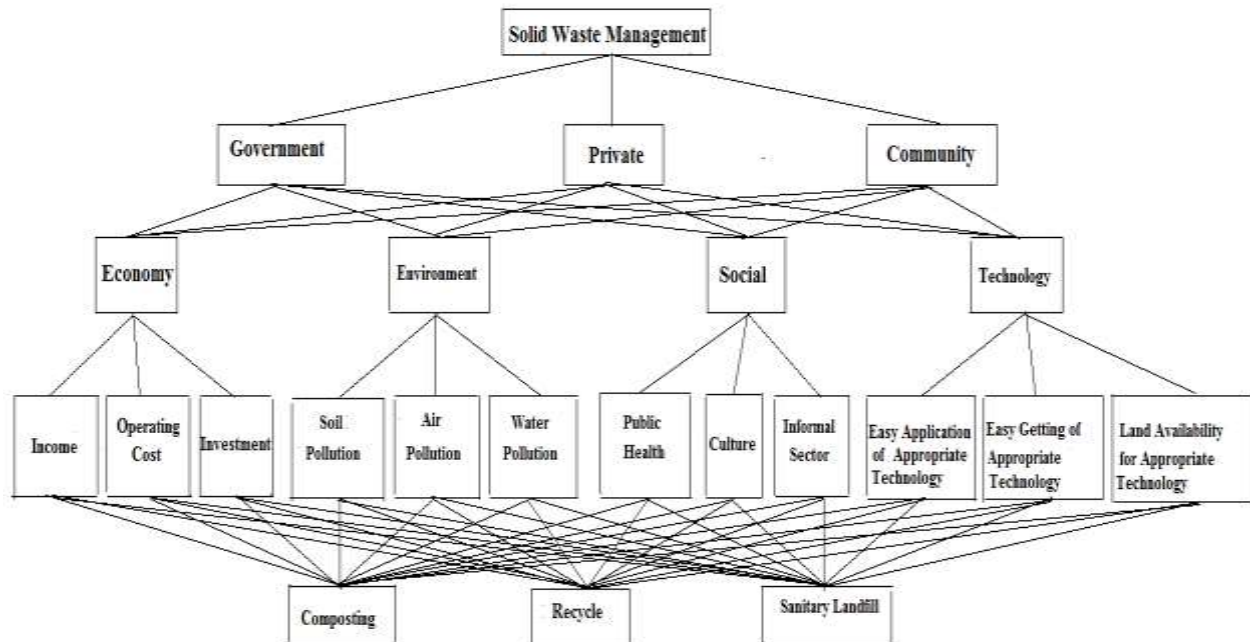 Solid Waste Management
Government
Private
Community
Economy
Environment
Social
Technology
Income
Operating
Cost
Investment
Soil
Pollution
Air
Pollution
Water
Pollution
Public
Health
Culture
Informal
Sector
Easy Application
of Appropriate
Technology
Easy Getting of
Appropriate
Technology
Land Availability
for Appropriate
Technology
Composting
Recycle
Sanitary Landfill